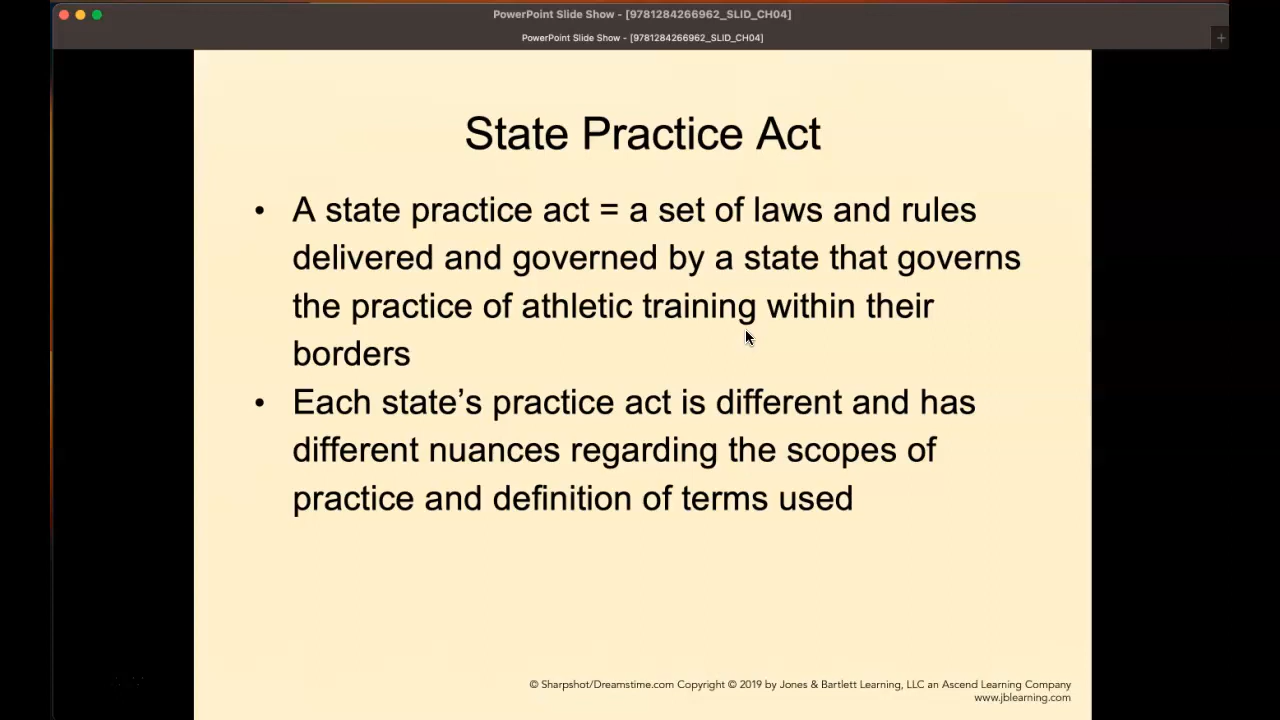 PowerPoint Slide Show - [9781284266962_SLID_CH04]
PowerPoint Slide Show - [9781284266962_SLID_CH04]
State Practice Act
• A state practice act = a set of laws and rules
delivered and governed by a state that governs
the practice of athletic training within their
borders
• Each state’s practice act is different and has
different nuances regarding the scopes of
practice and definition of terms used
© Sharpshot/Dreamstime.com Copyright © 2019 by Jones & Bartlett Learning, LLC an Ascend Learning Company
www.jblearning.com